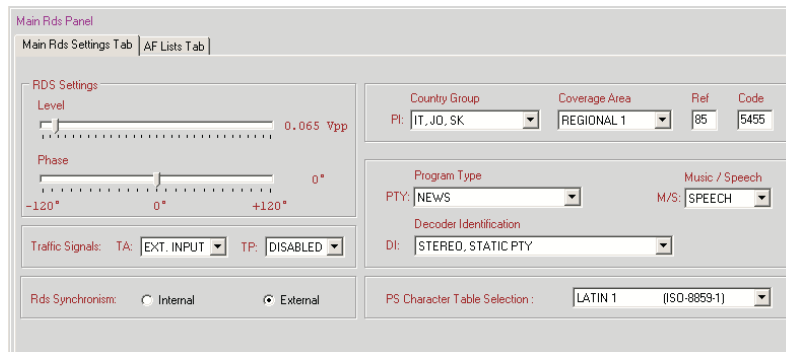 Main Rds Panel
Main Rds Settings Tab AF Lists Tab
RDS Settings
Level
0.065 Vpp
Phase
0°
-120° 0° +120°
Traffic Signals: TA: EXT. INPUT TP: DISABLED
Rds Synchronism: Internal External
Country Group Coverage Area Ref Code
PI: IT, JO, SK REGIONAL 1 85 5455
Program Type Music / Speech
PTY: NEWS M/S: SPEECH
Decoder Identification
DI: STEREO, STATIC PTY
PS Character Table Selection : LATIN 1 (ISO-8859-1)